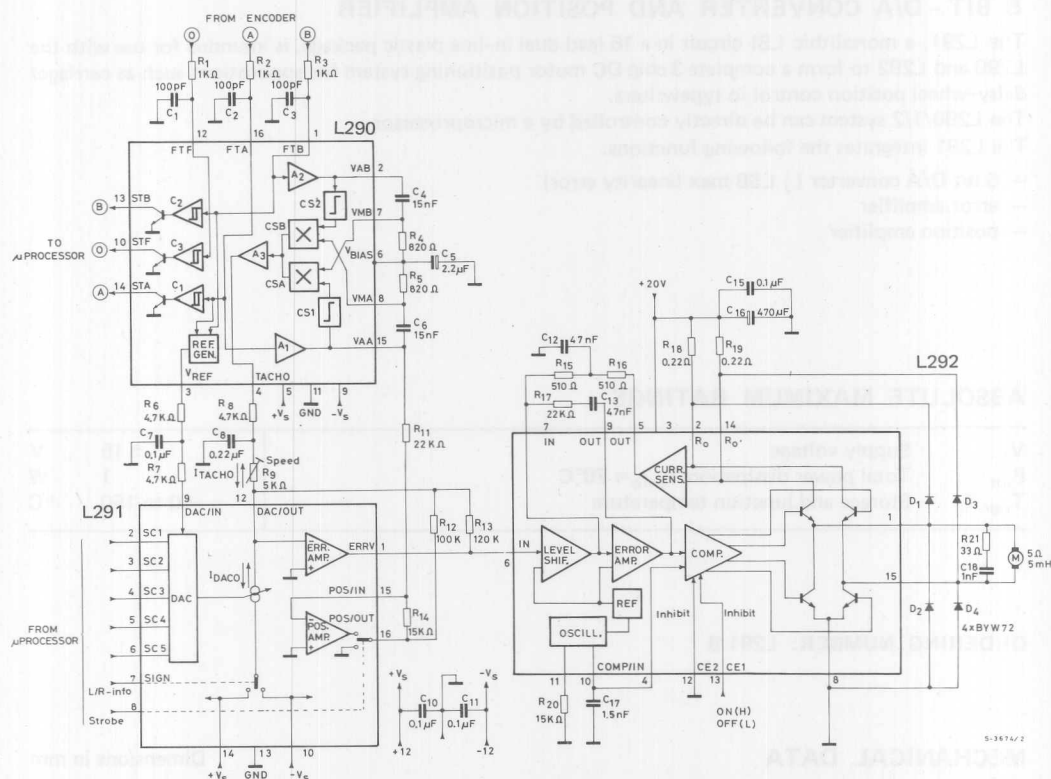 FROM ENCODER
O A B
R1 1KΩ
R2 1KΩ
R3 1KΩ
100pF C1
100pF C2
100pF C3
12 16 1
L290
FTF FTA FTB
A2
VAB 2
C4 15nF
CS2
VMB 7
CSB
R4 820Ω
VBIAS 6
C5 2.2µF
A3
CSA
R5 820Ω
VMA 8
CS1
C6 15nF
A1
VAA 15
B 13 STB C2
TO µPROCESSOR
O 10 STF C3
A 14 STA C1
REF. GEN.
VREF TACHO
3 4 5 11 9
+Vs GND -Vs
R6 4,7KΩ
R8 4,7KΩ
C7 0,1µF
C8 0,22µF
R7 4,7KΩ
ITACHO
Speed R9 5KΩ
R11 22KΩ
R12 100K
R13 120K
L291
9 12
DAC/IN DAC/OUT
2 SC1
3 SC2
4 SC3
5 SC4
6 SC5
DAC
IDACO
ERR. AMP.
ERRV 1
POS/IN 15
POS/OUT 16
POS. AMP.
R14 15KΩ
FROM µPROCESSOR
7 SIGN
L/R-info
8
Strobe
14 13 10
+Vs GND -Vs
+Vs -Vs
C10 0,1µF
C11 0,1µF
+12 -12
+20V
C15 0.1µF
C16 470µF
C12 47nF
R15 510Ω
R16 510Ω
R17 22KΩ
C13 47nF
R18 0,22Ω
R19 0,22Ω
L292
7 9 5 3 2 14
IN OUT OUT Ro Ro'
CURR. SENS.
6 IN
LEVEL SHIF.
ERROR AMP.
COMP.
REF
OSCILL.
Inhibit Inhibit
COMP/IN CE2 CE1
11 10 4 12 13 8
R20 15KΩ
C17 1.5nF
ON(H)
OFF(L)
1
15
D1 D3
D2 D4
4xBYW72
R21 33Ω
C18 1nF
M 5Ω 5mH
S-3674/2